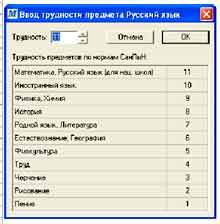 Ввод трудности предмета Русский язык
Трудность: 11 Отмена OK
Трудность предметов по нормам СанПиН:
Математика, Русский язык (для нац. школ) 11
Иностранный язык 10
Физика, Химия 9
История 8
Родной язык, Литература 7
Естествознание, География 6
Физкультура 5
Труд 4
Черчение 3
Рисование 2
Пение 1